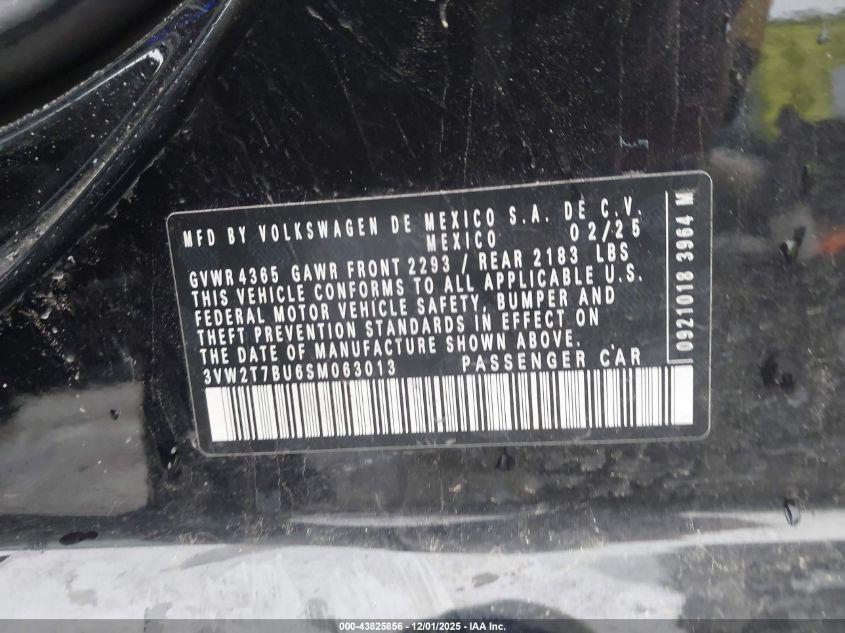 MFD BY VOLKSWAGEN DE MEXICO S.A. DE C.V.
MEXICO 02/25
GVWR 4365 GAWR FRONT 2293 / REAR 2183 LBS
THIS VEHICLE CONFORMS TO ALL APPLICABLE U.S.
FEDERAL MOTOR VEHICLE SAFETY, BUMPER AND
THEFT PREVENTION STANDARDS IN EFFECT ON
THE DATE OF MANUFACTURE SHOWN ABOVE.
3VW2T7BU6SM063013 PASSENGER CAR
0921018 3964 M
000-43825856 - 12/01/2025 - IAA Inc.